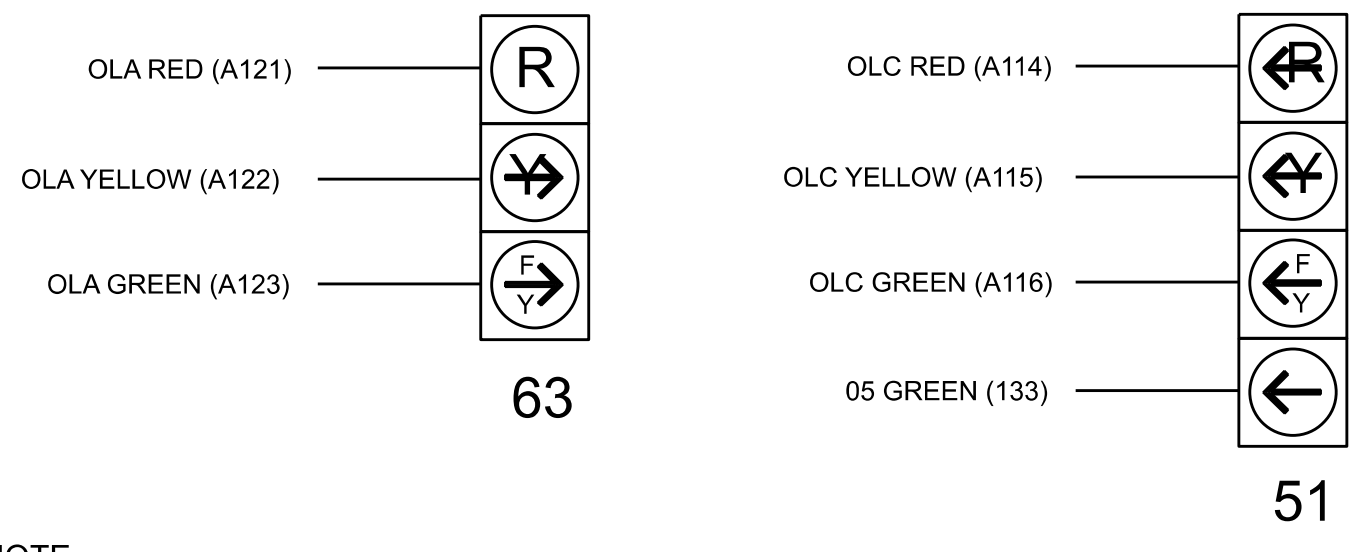 OLA RED (A121)
R
OLA YELLOW (A122)
Y
OLA GREEN (A123)
F
Y
63
OLC RED (A114)
R
OLC YELLOW (A115)
Y
OLC GREEN (A116)
F
Y
05 GREEN (133)
51
NOTE